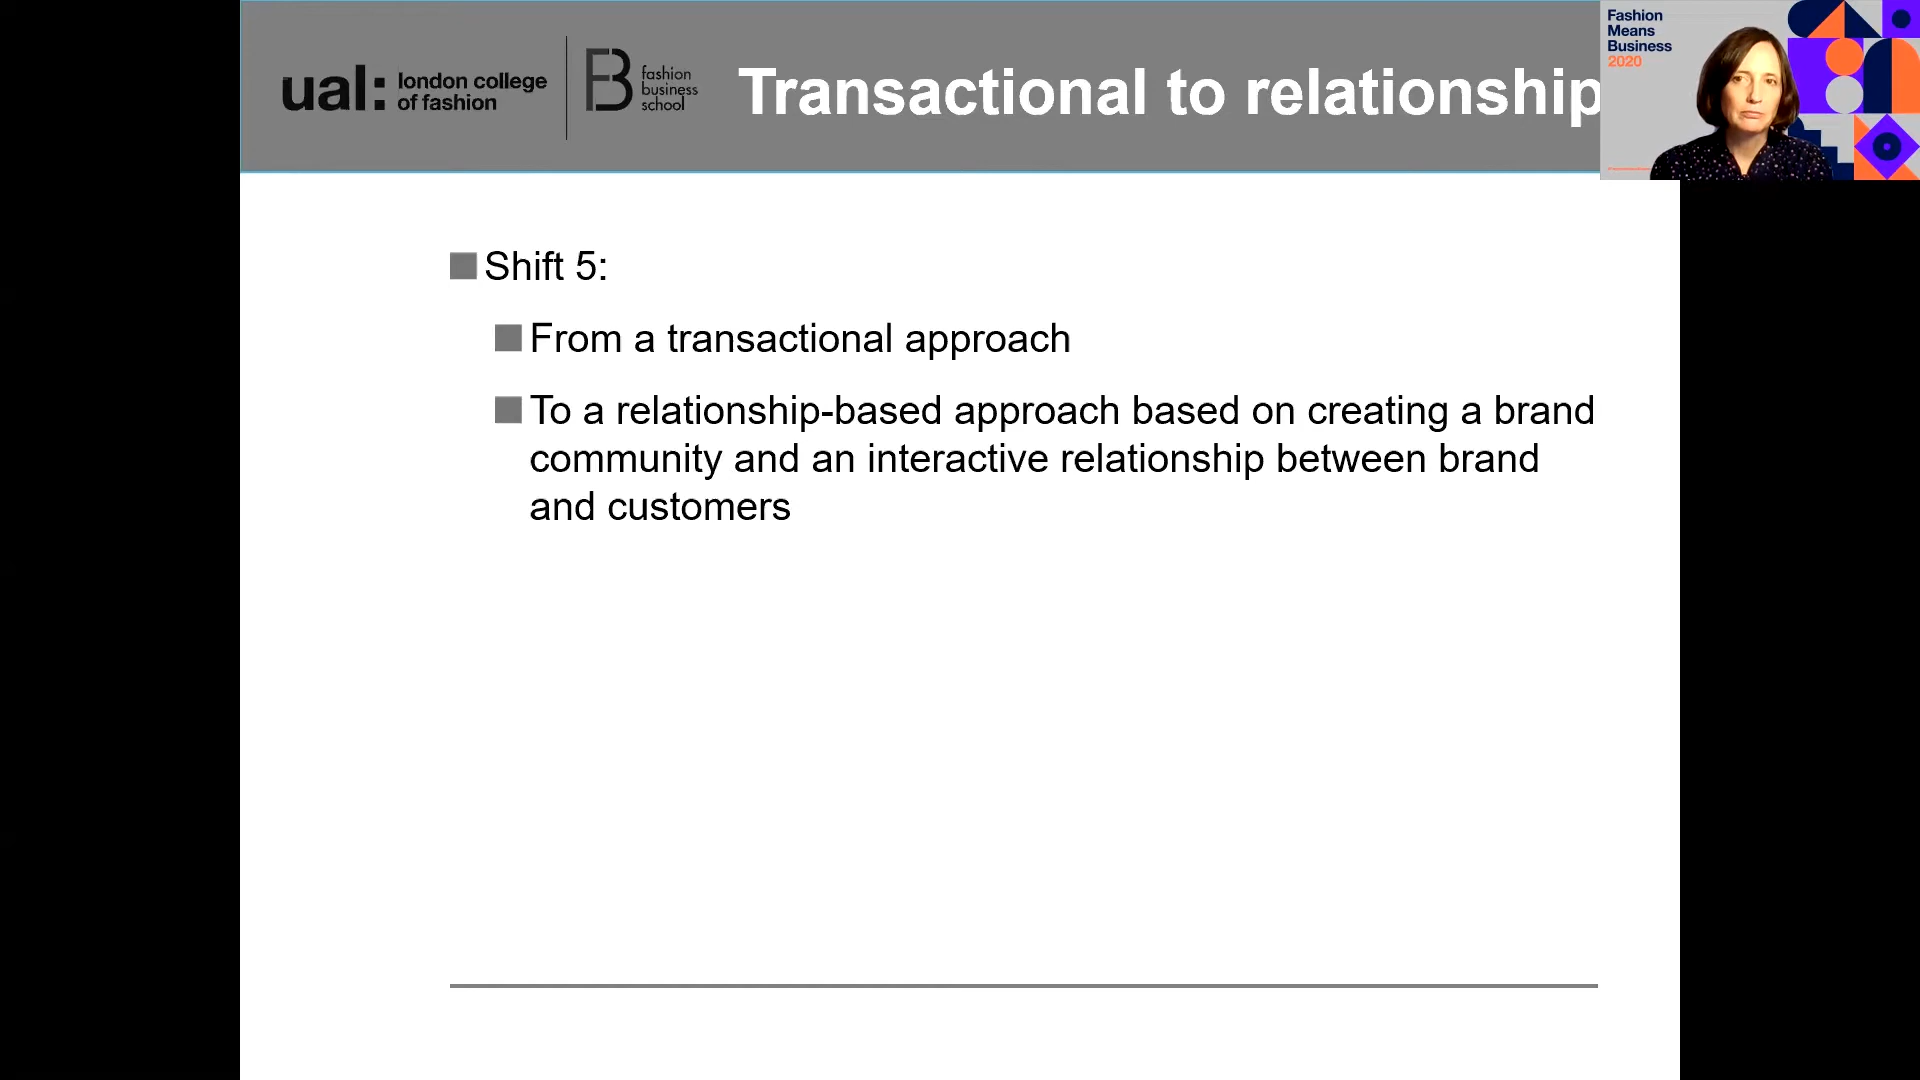 ual: london college
of fashion
fashion
business
school
Transactional to relationship
Fashion
Means
Business
2020
Shift 5:
From a transactional approach
To a relationship-based approach based on creating a brand
community and an interactive relationship between brand
and customers